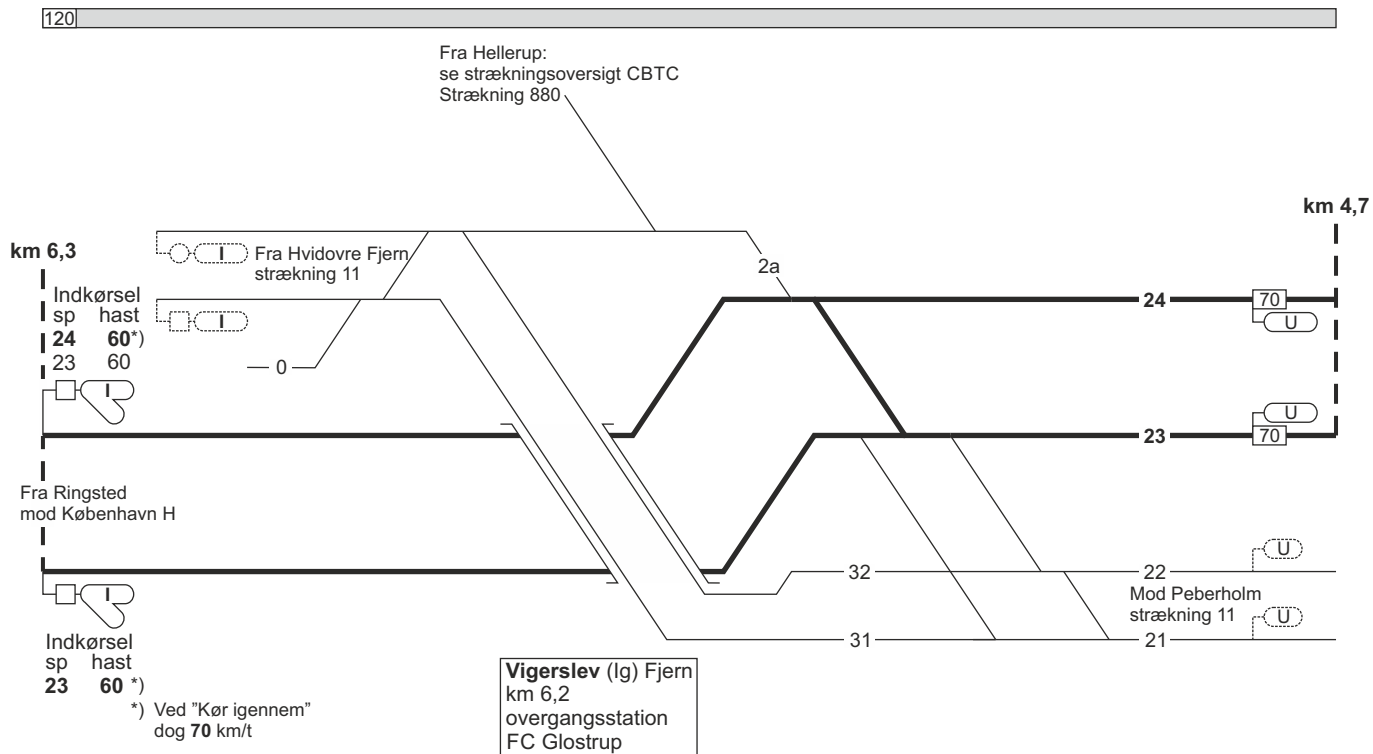 120
Fra Hellerup:
se strækningsoversigt CBTC
Strækning 880
km 4,7
km 6,3
I
Fra Hvidovre Fjern
strækning 11
2a
Indkørsel
sp hast
24 60*)
23 60
I
0
24
70
U
I
U
23
70
Fra Ringsted
mod København H
U
32
22
I
Mod Peberholm
strækning 11
U
31
21
Indkørsel
sp hast
23 60 *)
*) Ved "Kør igennem"
dog 70 km/t
Vigerslev (Ig) Fjern
km 6,2
overgangsstation
FC Glostrup